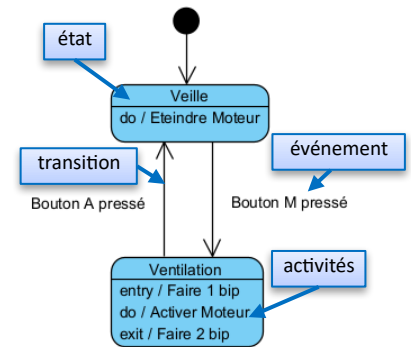 état
Veille
do / Eteindre Moteur
transition
événement
Bouton A pressé
Bouton M pressé
Ventilation
activités
entry / Faire 1 bip
do / Activer Moteur
exit / Faire 2 bip